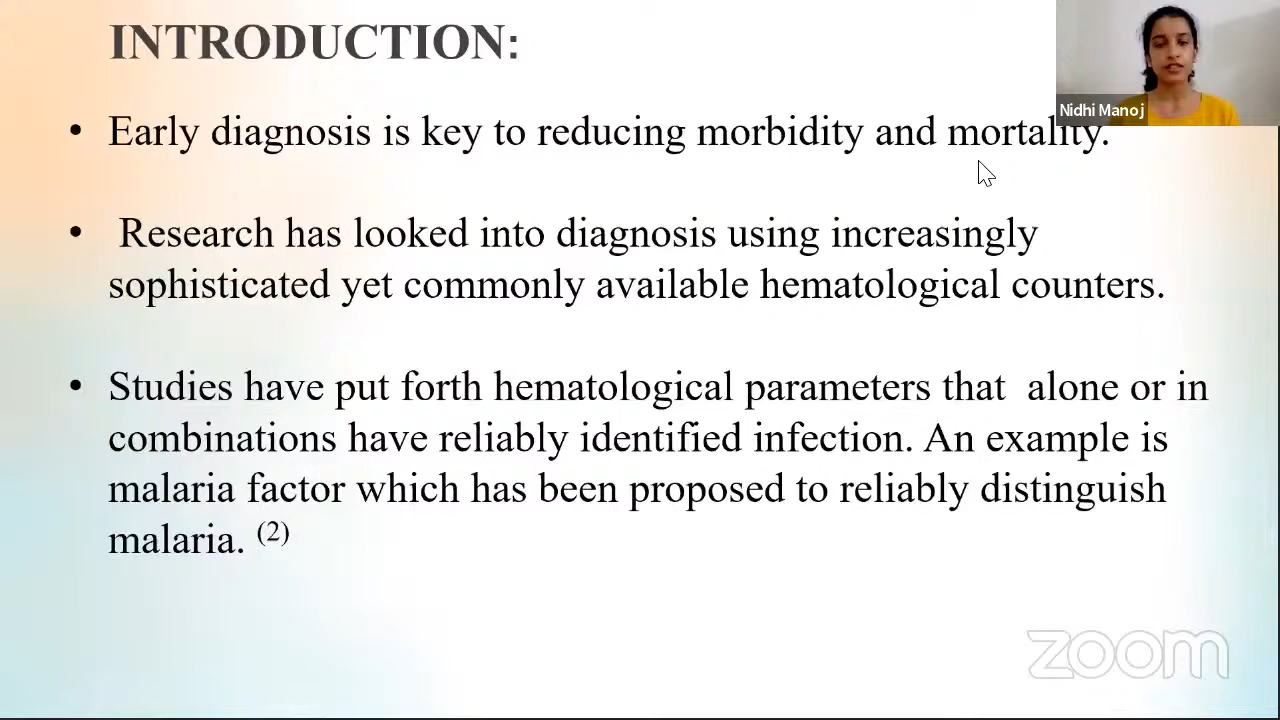 INTRODUCTION:
Nidhi Manoj
• Early diagnosis is key to reducing morbidity and mortality.
• Research has looked into diagnosis using increasingly
sophisticated yet commonly available hematological counters.
• Studies have put forth hematological parameters that alone or in
combinations have reliably identified infection. An example is
malaria factor which has been proposed to reliably distinguish
malaria. (2)
zoom